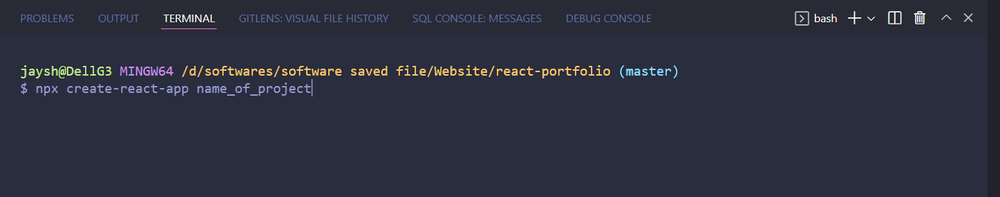 PROBLEMS OUTPUT TERMINAL GITLENS: VISUAL FILE HISTORY SQL CONSOLE: MESSAGES DEBUG CONSOLE bash
jaysh@DellG3 MINGW64 /d/softwares/software saved file/Website/react-portfolio (master)
$ npx create-react-app name_of_project